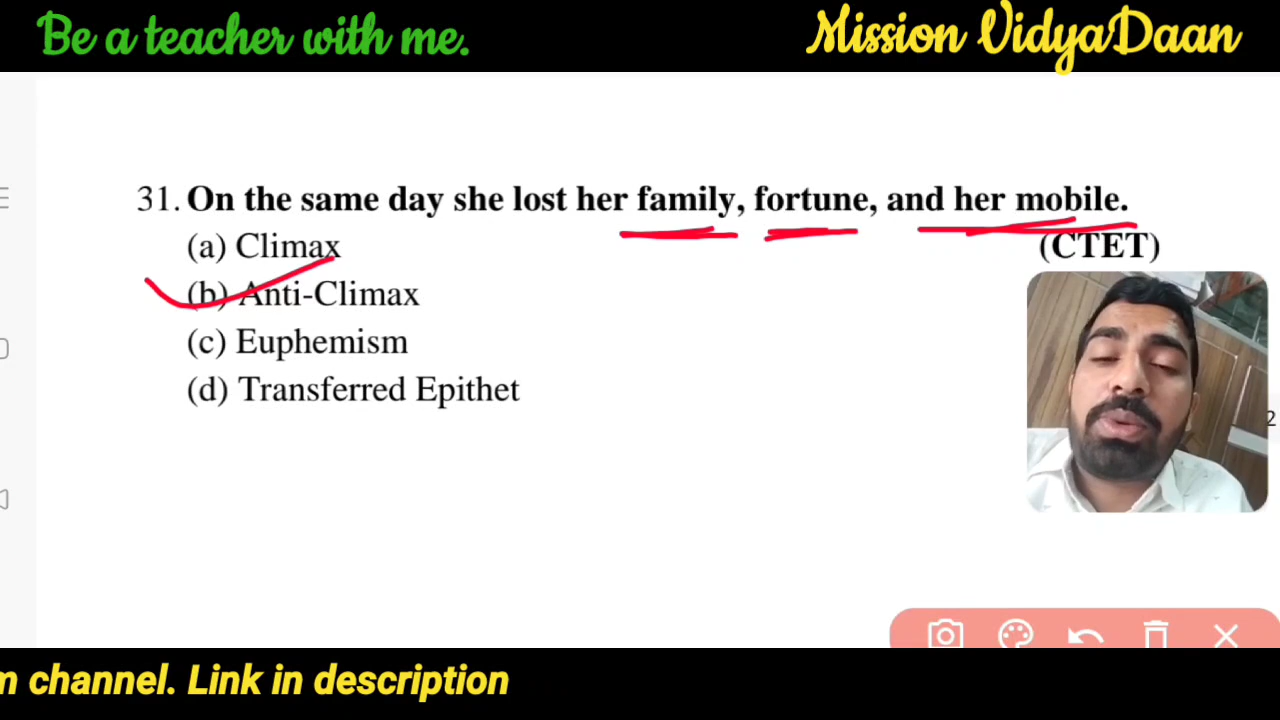 Be a teacher with me.
Mission VidyaDaan
31. On the same day she lost her family, fortune, and her mobile.
(a) Climax
(CTET)
(b) Anti-Climax
(c) Euphemism
(d) Transferred Epithet
2
m channel. Link in description